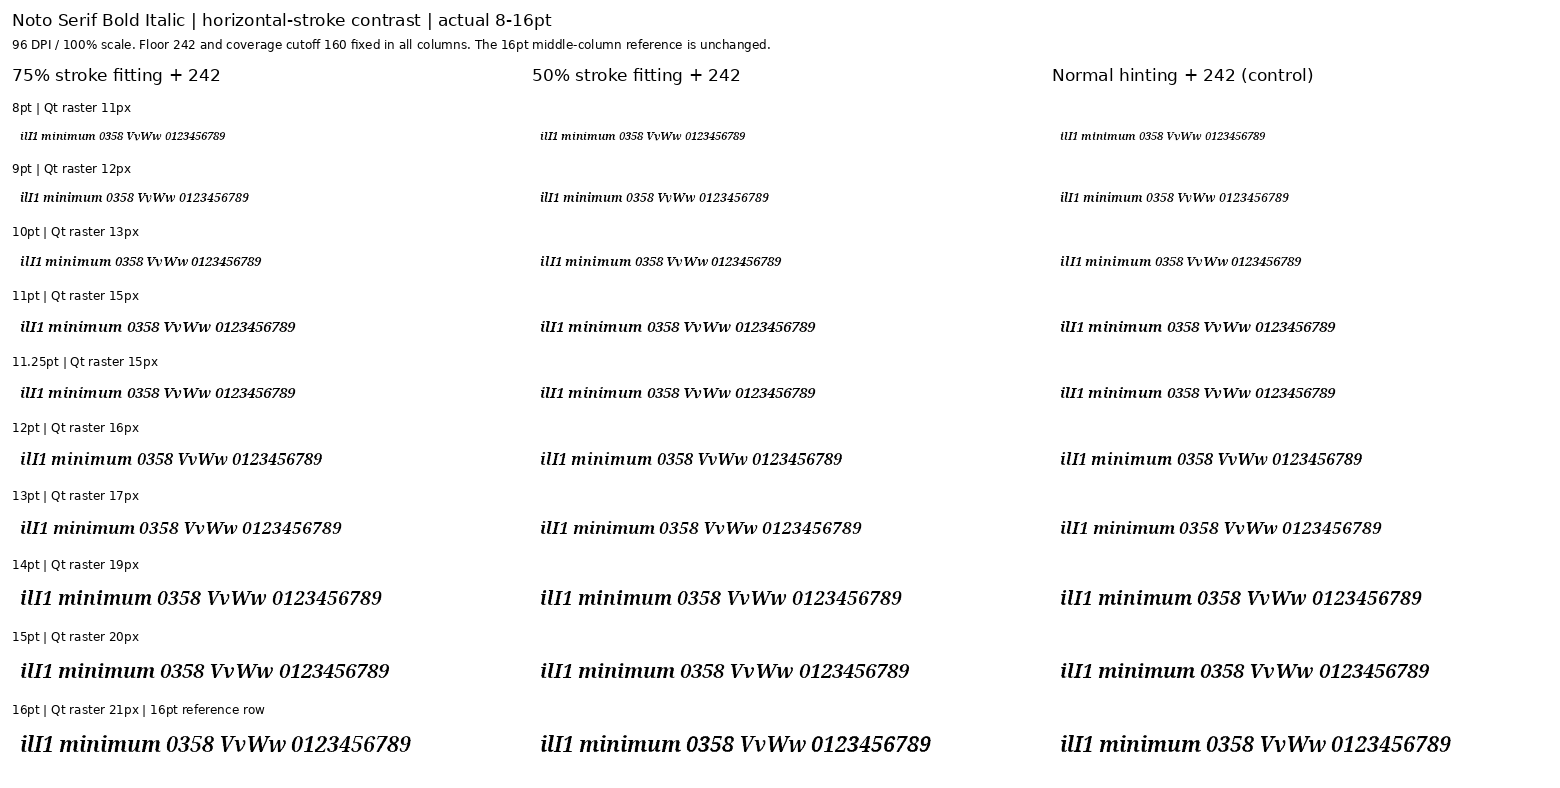 Noto Serif Bold Italic | horizontal-stroke contrast | actual 8-16pt
96 DPI / 100% scale. Floor 242 and coverage cutoff 160 fixed in all columns. The 16pt middle-column reference is unchanged.
75% stroke fitting + 242 50% stroke fitting + 242 Normal hinting + 242 (control)
8pt | Qt raster 11px
ilI1 minimum 0358 VvWw 0123456789 ilI1 minimum 0358 VvWw 0123456789 ilI1 minimum 0358 VvWw 0123456789
9pt | Qt raster 12px
ilI1 minimum 0358 VvWw 0123456789 ilI1 minimum 0358 VvWw 0123456789 ilI1 minimum 0358 VvWw 0123456789
10pt | Qt raster 13px
ilI1 minimum 0358 VvWw 0123456789 ilI1 minimum 0358 VvWw 0123456789 ilI1 minimum 0358 VvWw 0123456789
11pt | Qt raster 15px
ilI1 minimum 0358 VvWw 0123456789 ilI1 minimum 0358 VvWw 0123456789 ilI1 minimum 0358 VvWw 0123456789
11.25pt | Qt raster 15px
ilI1 minimum 0358 VvWw 0123456789 ilI1 minimum 0358 VvWw 0123456789 ilI1 minimum 0358 VvWw 0123456789
12pt | Qt raster 16px
ilI1 minimum 0358 VvWw 0123456789 ilI1 minimum 0358 VvWw 0123456789 ilI1 minimum 0358 VvWw 0123456789
13pt | Qt raster 17px
ilI1 minimum 0358 VvWw 0123456789 ilI1 minimum 0358 VvWw 0123456789 ilI1 minimum 0358 VvWw 0123456789
14pt | Qt raster 19px
ilI1 minimum 0358 VvWw 0123456789 ilI1 minimum 0358 VvWw 0123456789 ilI1 minimum 0358 VvWw 0123456789
15pt | Qt raster 20px
ilI1 minimum 0358 VvWw 0123456789 ilI1 minimum 0358 VvWw 0123456789 ilI1 minimum 0358 VvWw 0123456789
16pt | Qt raster 21px | 16pt reference row
ilI1 minimum 0358 VvWw 0123456789 ilI1 minimum 0358 VvWw 0123456789 ilI1 minimum 0358 VvWw 0123456789